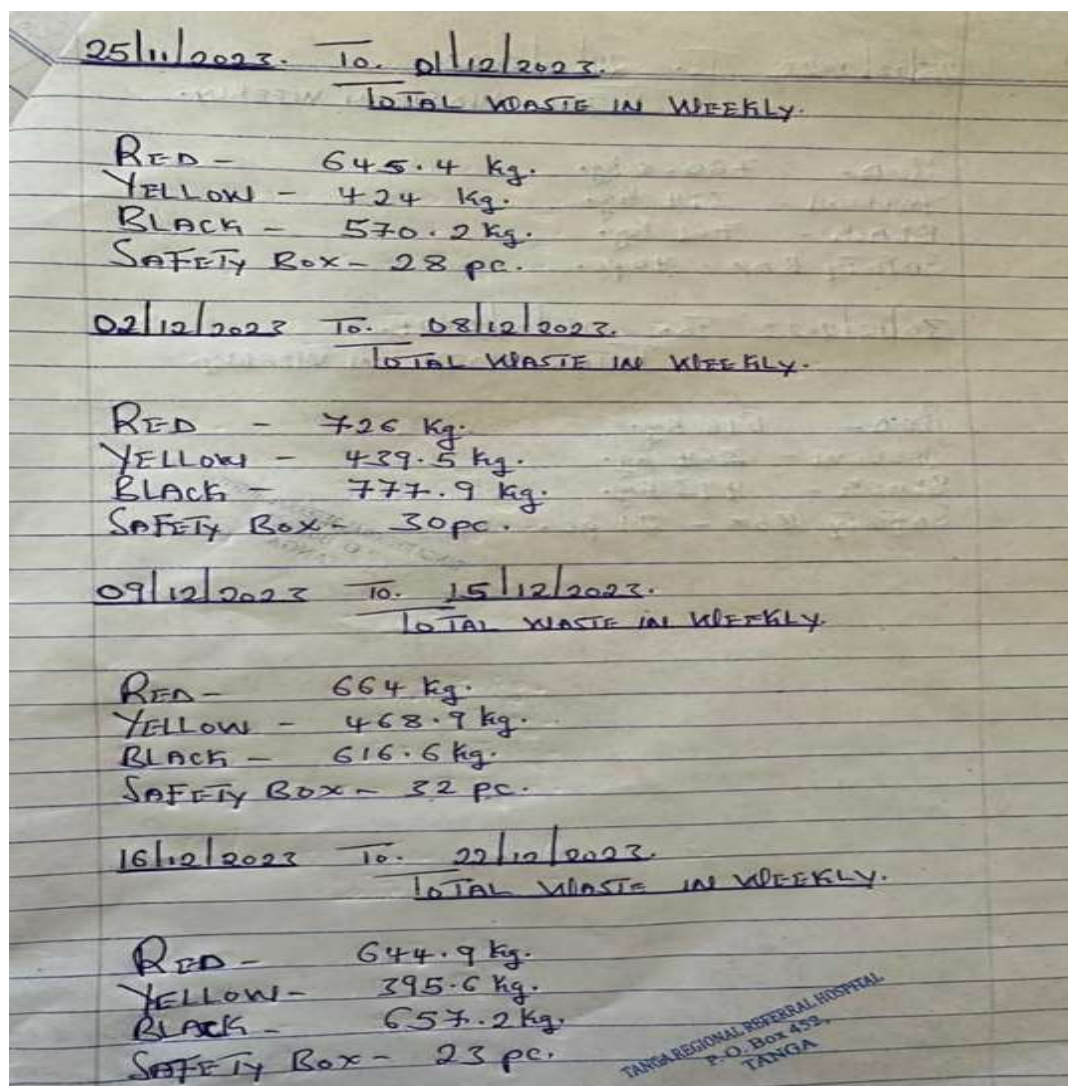 25/11/2023. To. 01/12/2023.
TOTAL WASTE IN WEEKLY.
RED - 645.4 kg.
YELLOW - 424 kg.
BLACK - 570.2 kg.
SAFETY BOX - 28 pc.
02/12/2023 To. 08/12/2023.
TOTAL WASTE IN WEEKLY.
RED - 726 kg.
YELLOW - 439.5 kg.
BLACK - 777.9 kg.
SAFETY BOX - 30pc.
09/12/2023 To. 15/12/2023.
TOTAL WASTE IN WEEKLY.
RED - 664 kg.
YELLOW - 468.9 kg.
BLACK - 616.6 kg.
SAFETY BOX - 32 pc.
16/12/2023 To. 22/12/2023.
TOTAL WASTE IN WEEKLY.
RED - 644.9 kg.
YELLOW - 395.6 kg.
BLACK - 657.2 kg.
SAFETY BOX - 23 pc.
TANGA REGIONAL REFERRAL HOSPITAL
P.O. Box 452,
TANGA